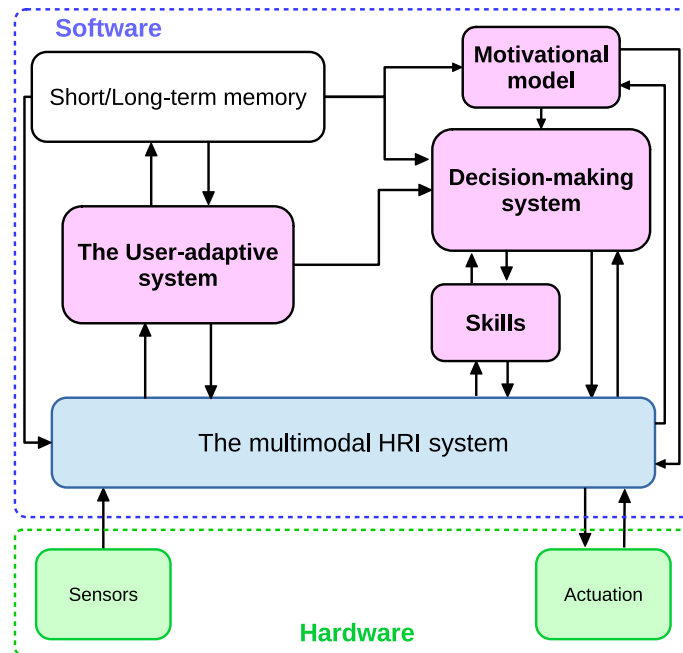 Software
Short/Long-term memory
Motivational
model
Decision-making
system
The User-adaptive
system
Skills
The multimodal HRI system
Sensors
Actuation
Hardware